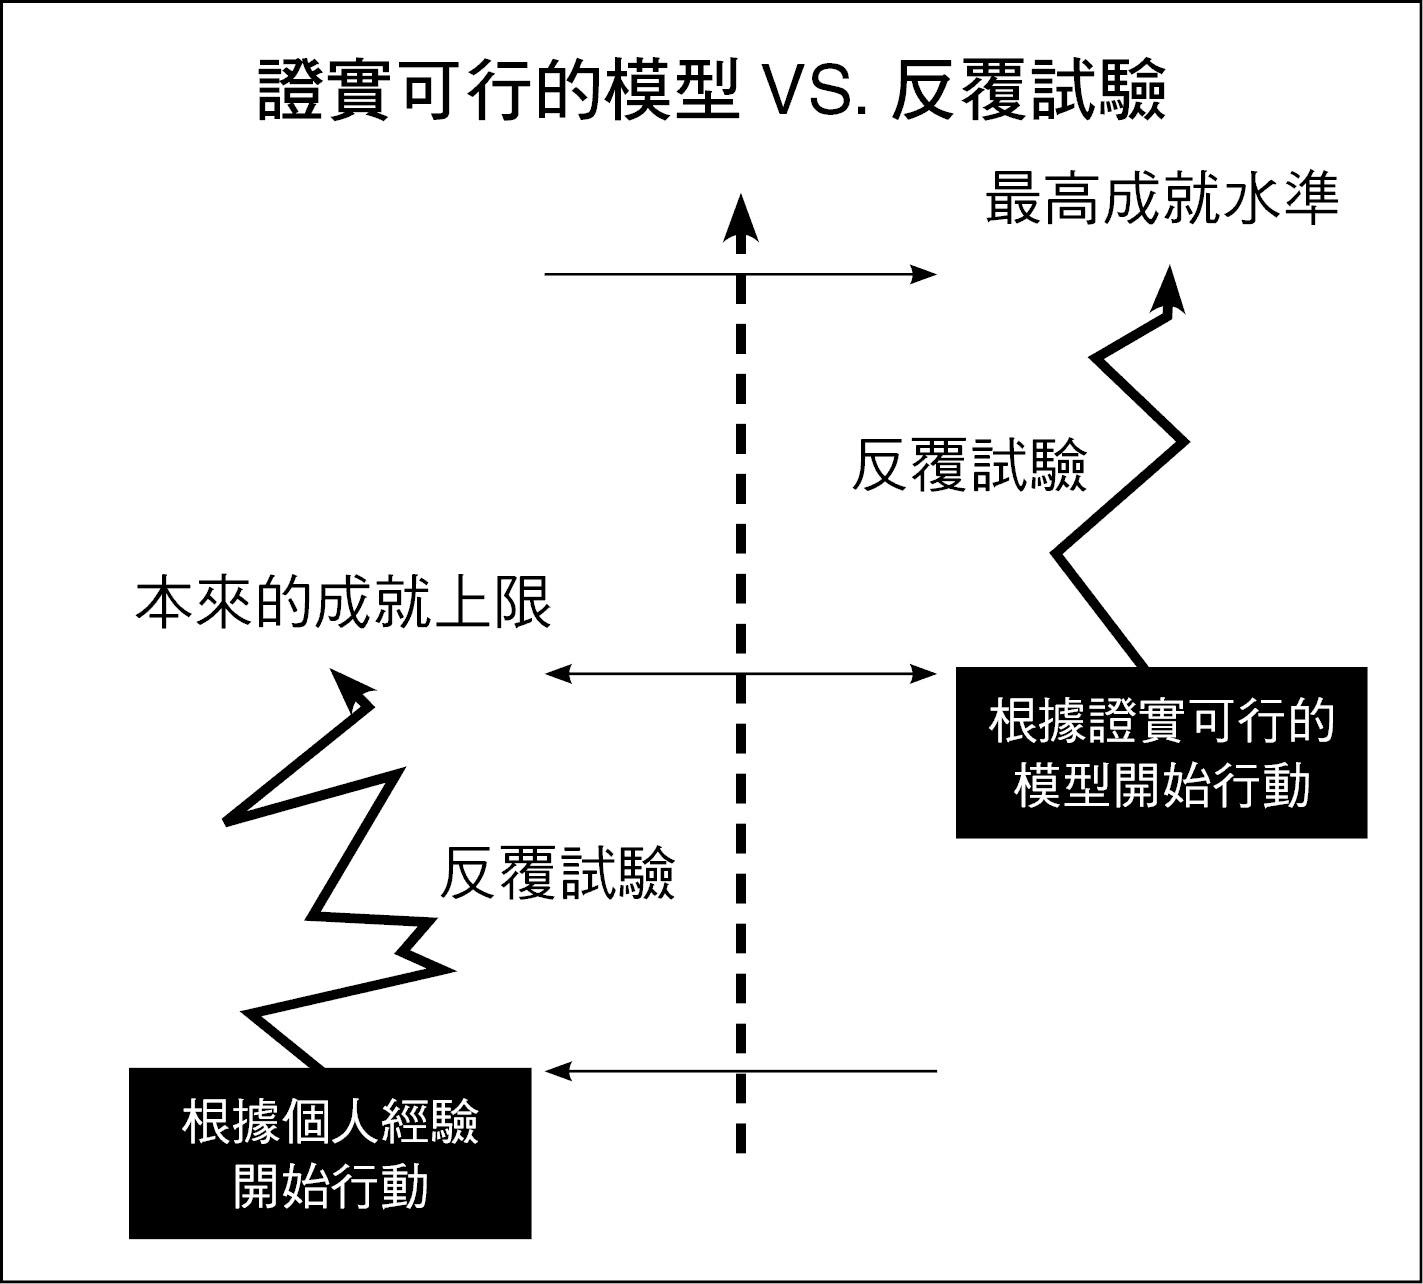 證實可行的模型 VS. 反覆試驗
最高成就水準
反覆試驗
本來的成就上限
根據證實可行的
模型開始行動
反覆試驗
根據個人經驗
開始行動